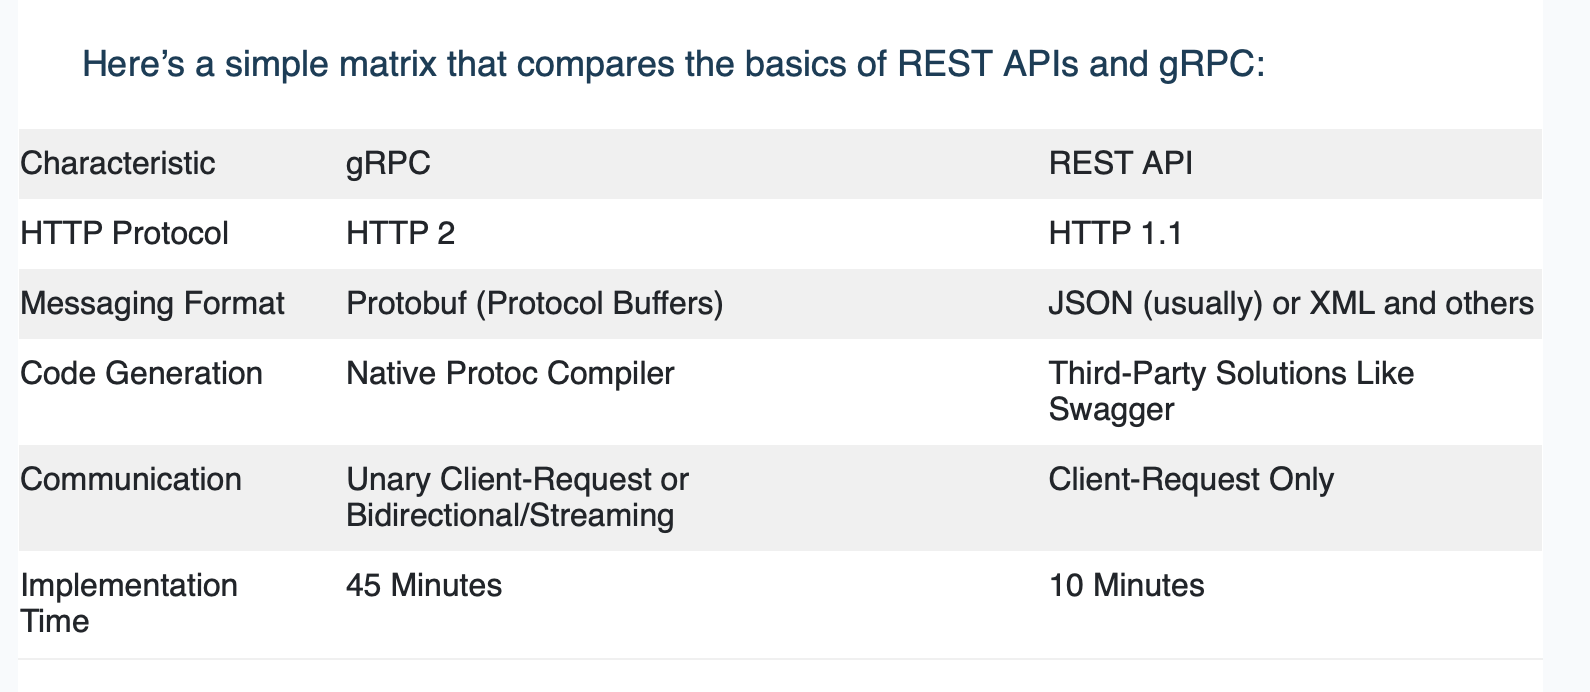 Here’s a simple matrix that compares the basics of REST APIs and gRPC:
Characteristic gRPC REST API
HTTP Protocol HTTP 2 HTTP 1.1
Messaging Format Protobuf (Protocol Buffers) JSON (usually) or XML and others
Code Generation Native Protoc Compiler Third-Party Solutions Like
Swagger
Communication Unary Client-Request or Client-Request Only
Bidirectional/Streaming
Implementation 45 Minutes 10 Minutes
Time